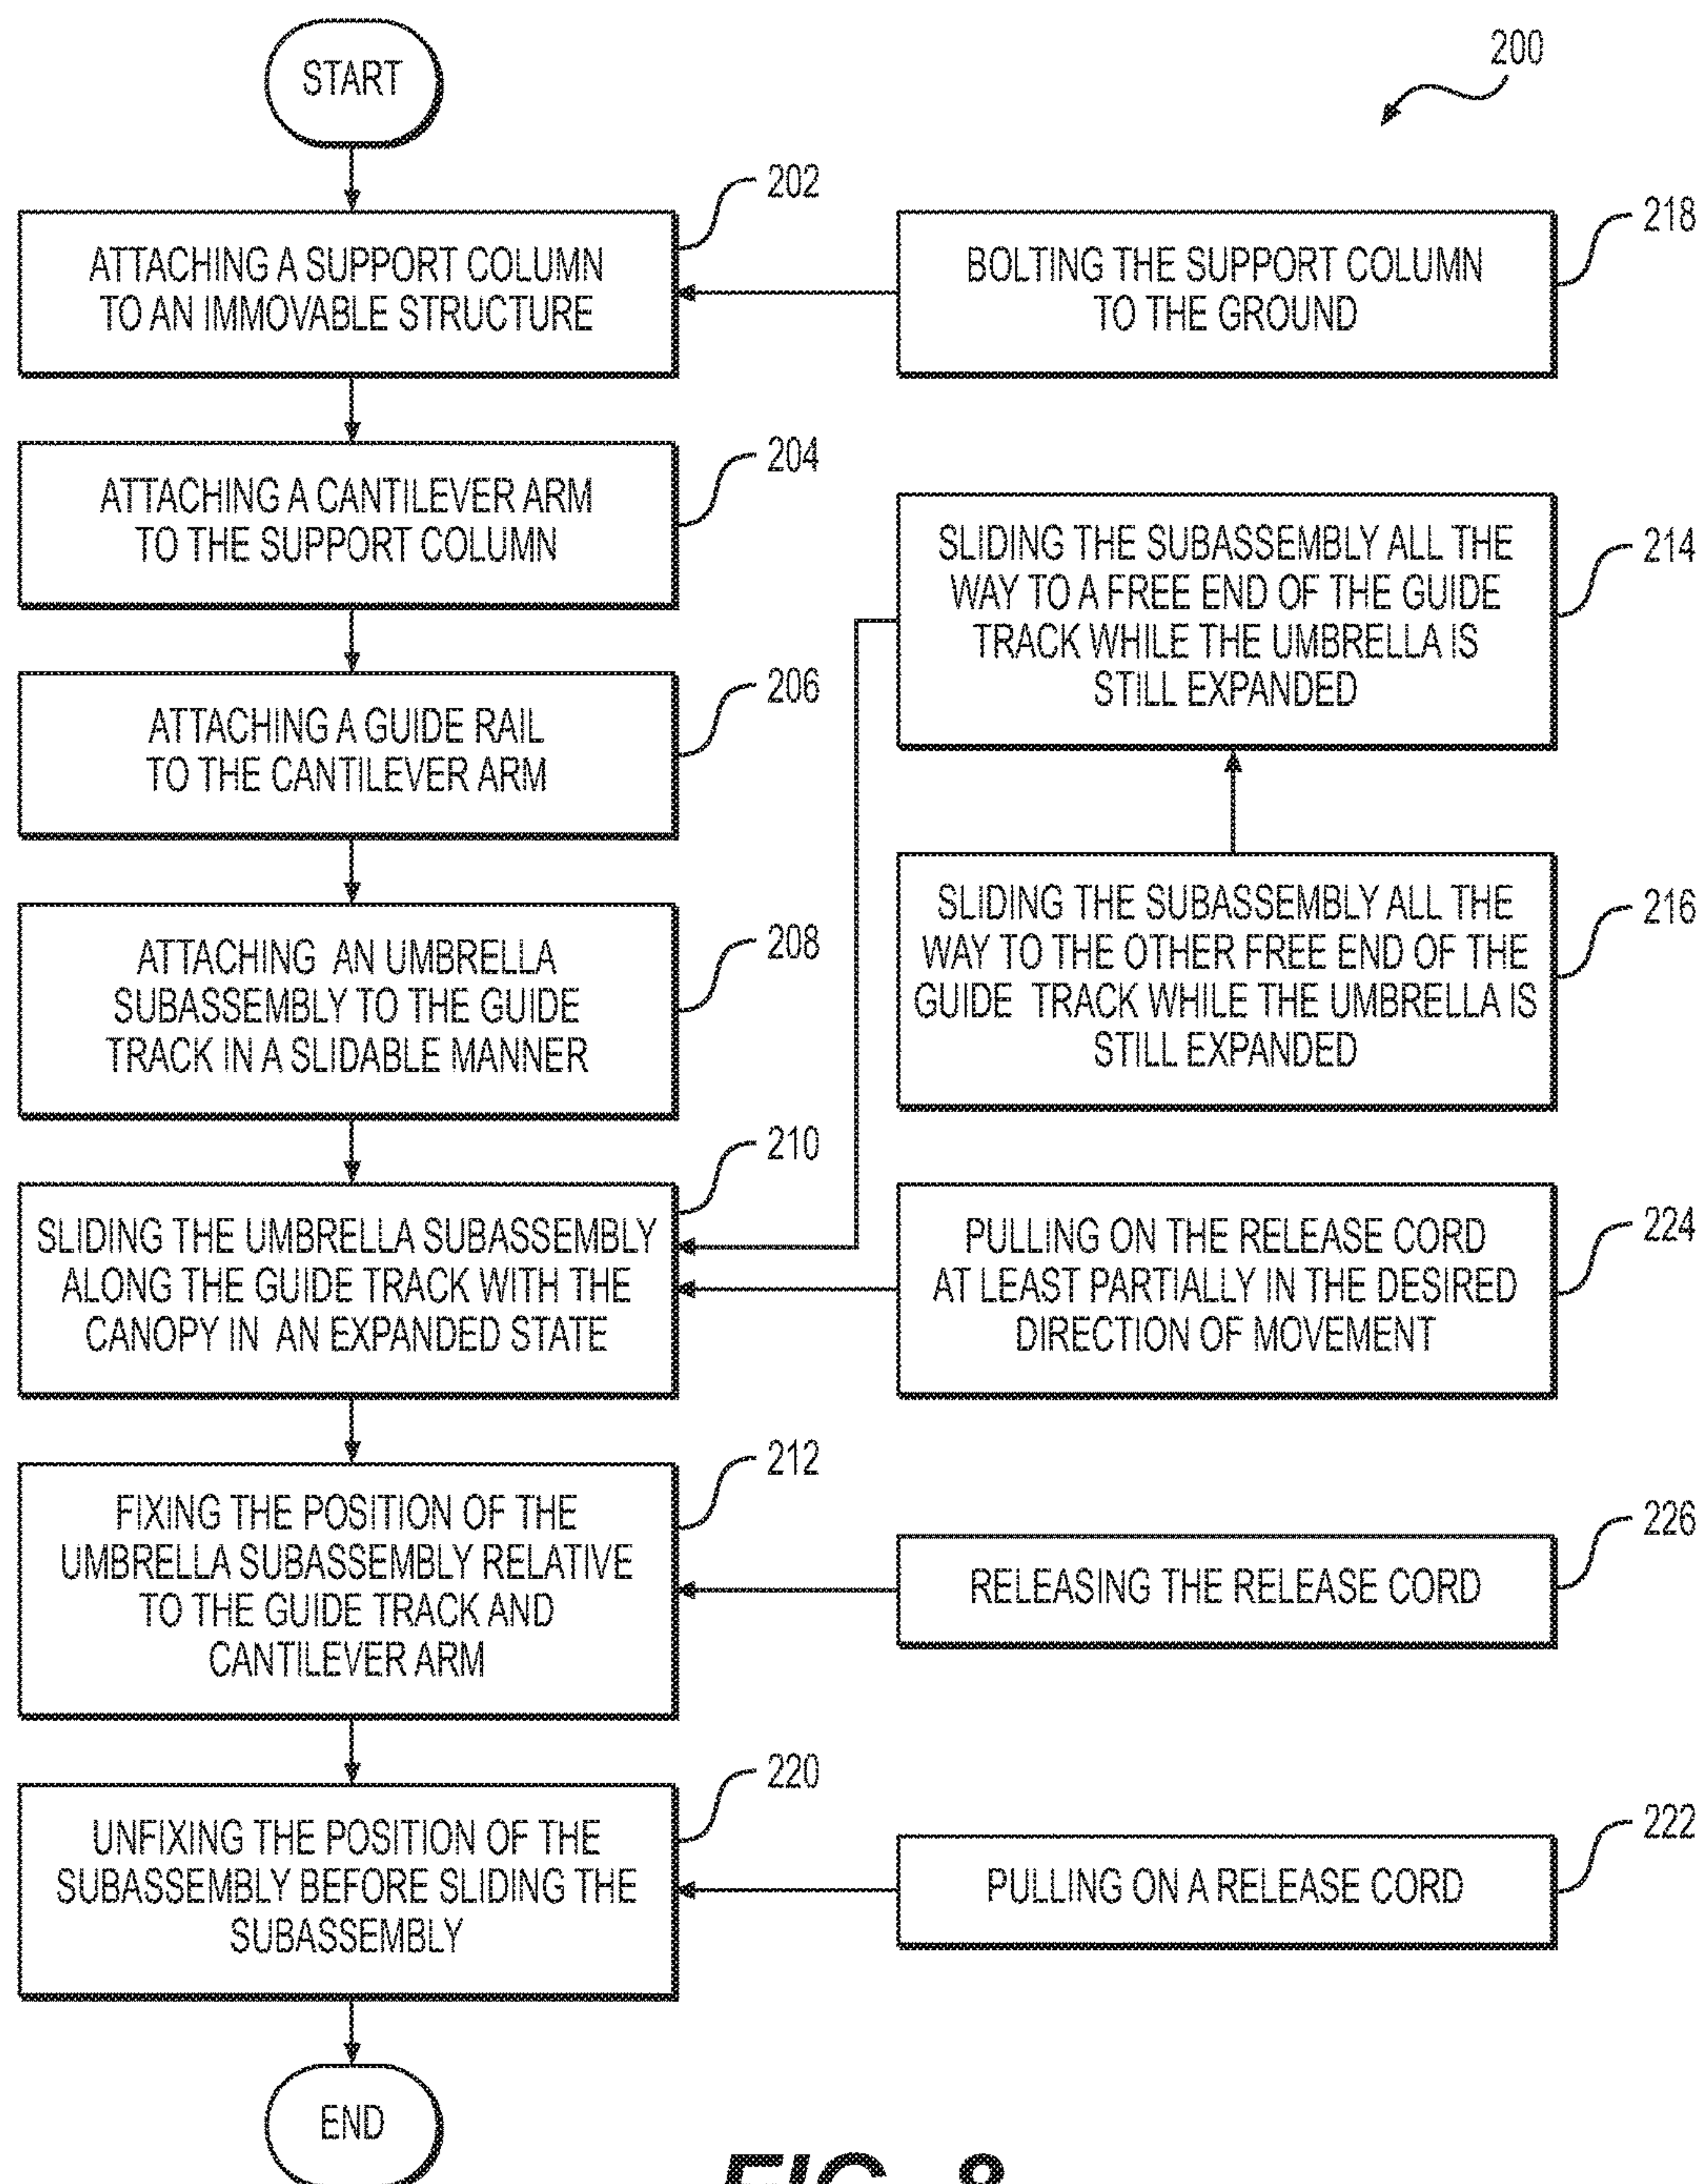 START
200
202
ATTACHING A SUPPORT COLUMN
TO AN IMMOVABLE STRUCTURE
218
BOLTING THE SUPPORT COLUMN
TO THE GROUND
204
ATTACHING A CANTILEVER ARM
TO THE SUPPORT COLUMN
214
SLIDING THE SUBASSEMBLY ALL THE
WAY TO A FREE END OF THE GUIDE
TRACK WHILE THE UMBRELLA IS
STILL EXPANDED
206
ATTACHING A GUIDE RAIL
TO THE CANTILEVER ARM
216
SLIDING THE SUBASSEMBLY ALL THE
WAY TO THE OTHER FREE END OF THE
GUIDE TRACK WHILE THE UMBRELLA IS
STILL EXPANDED
208
ATTACHING AN UMBRELLA
SUBASSEMBLY TO THE GUIDE
TRACK IN A SLIDABLE MANNER
210
SLIDING THE UMBRELLA SUBASSEMBLY
ALONG THE GUIDE TRACK WITH THE
CANOPY IN AN EXPANDED STATE
224
PULLING ON THE RELEASE CORD
AT LEAST PARTIALLY IN THE DESIRED
DIRECTION OF MOVEMENT
212
FIXING THE POSITION OF THE
UMBRELLA SUBASSEMBLY RELATIVE
TO THE GUIDE TRACK AND
CANTILEVER ARM
226
RELEASING THE RELEASE CORD
220
UNFIXING THE POSITION OF THE
SUBASSEMBLY BEFORE SLIDING THE
SUBASSEMBLY
222
PULLING ON A RELEASE CORD
END
FIG. 8